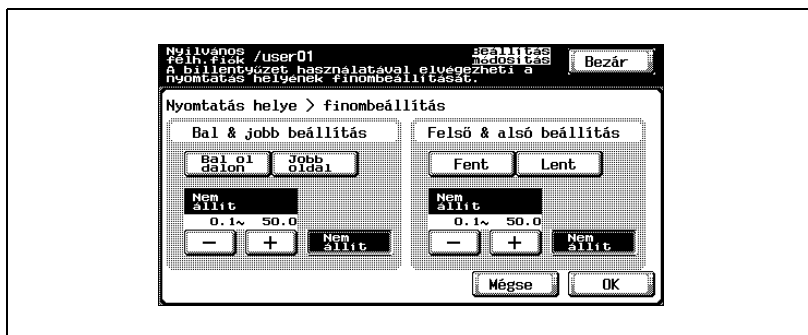 Nyilvános félh.fiók /user01 Beállítás módosítás Bezár
A billentyűzet használatával elvégezheti a
nyomtatás helyének finombeállítását.
Nyomtatás helye > finombeállítás
Bal & jobb beállítás
Bal ol dalon Jobb oldal
Nem állít
0.1~ 50.0
− + Nem állít
Felső & alsó beállítás
Fent Lent
Nem állít
0.1~ 50.0
− + Nem állít
Mégse OK